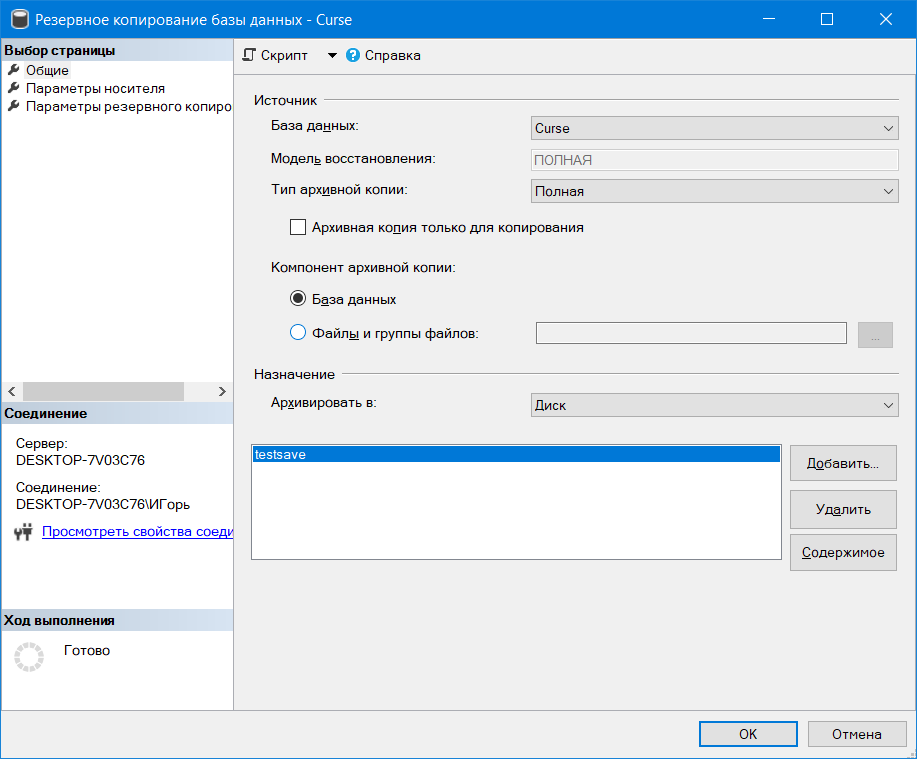 Резервное копирование базы данных - Curse
Выбор страницы
Общие
Параметры носителя
Параметры резервного копиро
Скрипт
Справка
Источник
База данных:
Curse
Модель восстановления:
ПОЛНАЯ
Тип архивной копии:
Полная
Архивная копия только для копирования
Компонент архивной копии:
База данных
Файлы и группы файлов:
...
Назначение
Архивировать в:
Диск
testsave
Добавить...
Удалить
Содержимое
Соединение
Сервер:
DESKTOP-7V03C76
Соединение:
DESKTOP-7V03C76\ИГорь
Просмотреть свойства соеди
Ход выполнения
Готово
OK
Отмена